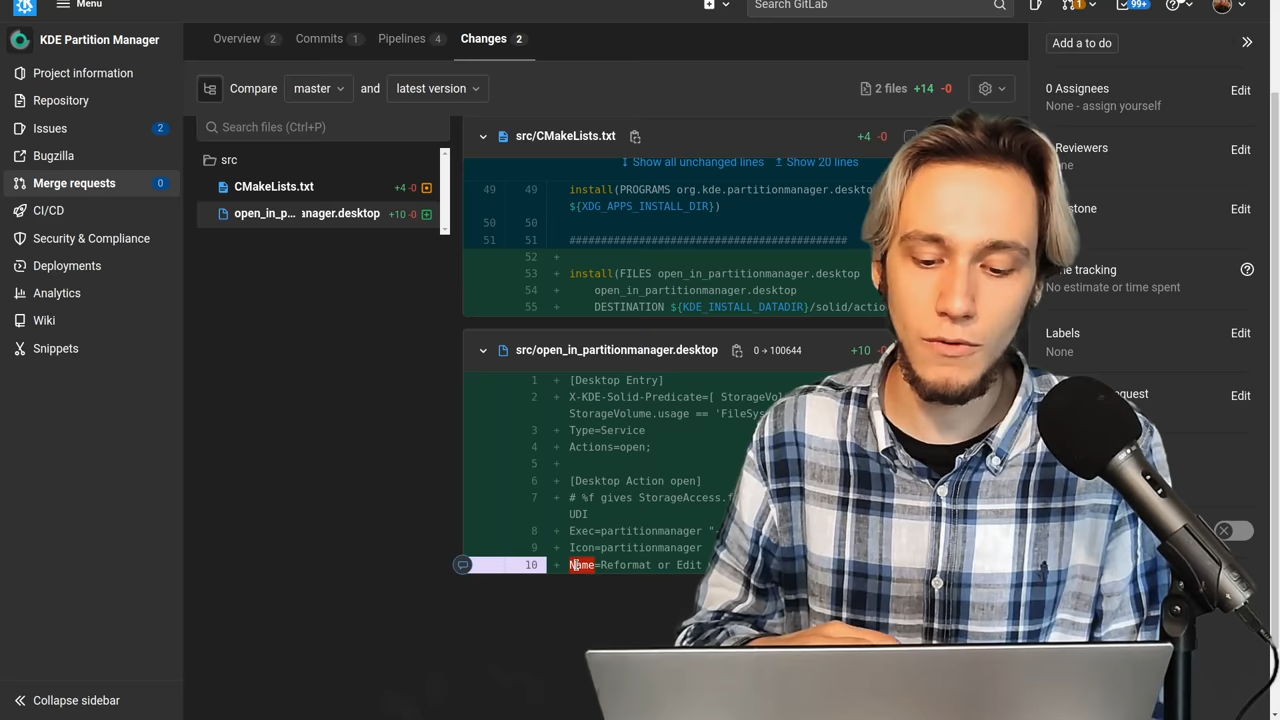 Menu
Search GitLab
1
99+
KDE Partition Manager
Project information
Repository
Issues 2
Bugzilla
Merge requests 0
CI/CD
Security & Compliance
Deployments
Analytics
Wiki
Snippets
Collapse sidebar
Overview 2
Commits 1
Pipelines 4
Changes 2
Compare master and latest version
2 files +14 -0
Search files (Ctrl+P)
src
CMakeLists.txt +4 -0
open_in_p... anager.desktop +10 -0
src/CMakeLists.txt +4 -0
Show all unchanged lines Show 20 lines
49 49 install(PROGRAMS org.kde.partitionmanager.deskto
${XDG_APPS_INSTALL_DIR})
50 50
51 51 ##########################################
52 +
53 + install(FILES open_in_partitionmanager.desktop
54 + open_in_partitionmanager.desktop
55 + DESTINATION ${KDE_INSTALL_DATADIR}/solid/actio
src/open_in_partitionmanager.desktop 0 → 100644 +10
1 + [Desktop Entry]
2 + X-KDE-Solid-Predicate=[ StorageVol
StorageVolume.usage == 'FileSys
3 + Type=Service
4 + Actions=open;
5 +
6 + [Desktop Action open]
7 + # %f gives StorageAccess.f
UDI
8 + Exec=partitionmanager "
9 + Icon=partitionmanager
10 + Name=Reformat or Edit
Add a to do
0 Assignees Edit
None - assign yourself
Reviewers Edit
Edit
tracking
No estimate or time spent
Labels Edit
None
Edit